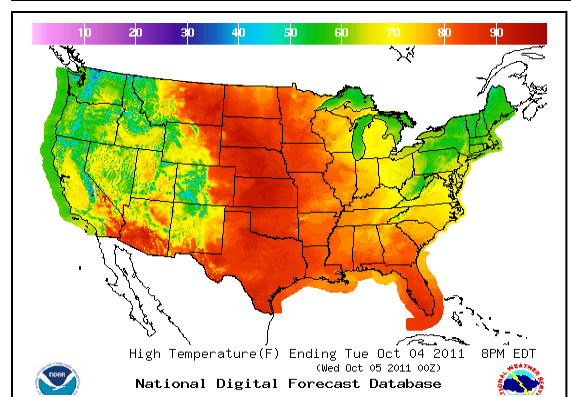 10 20 30 40 50 60 70 80 90
High Temperature(F) Ending Tue Oct 04 2011 8PM EDT
(Wed Oct 05 2011 00Z)
National Digital Forecast Database
noaa